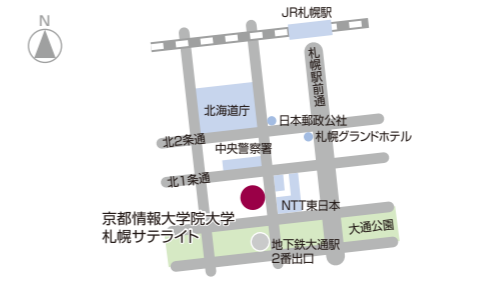 N
JR札幌駅
札幌駅前通
北海道庁
日本郵政公社
札幌グランドホテル
北2条通
中央警察署
北1条通
NTT東日本
京都情報大学院大学
札幌サテライト
大通公園
地下鉄大通駅
2番出口